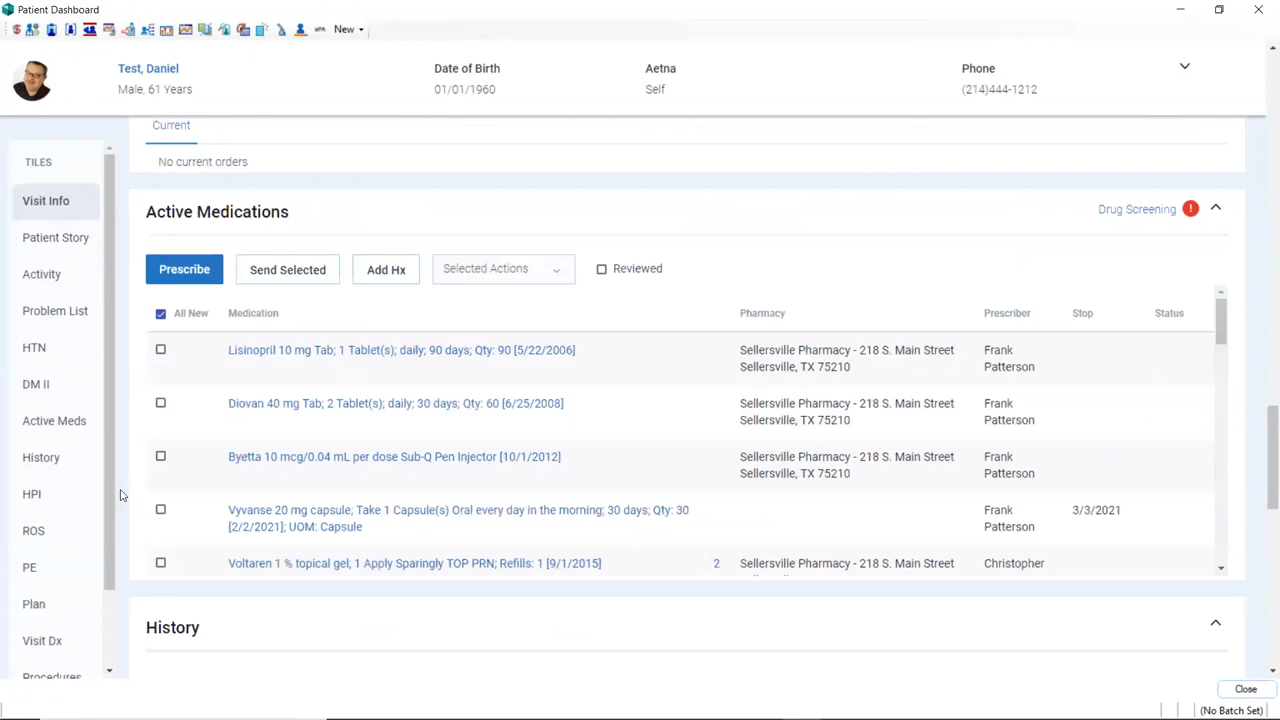 Patient Dashboard
New
Test, Daniel
Date of Birth
Aetna
Phone
Male, 61 Years
01/01/1960
Self
(214)444-1212
TILES
Visit Info
Patient Story
Activity
Problem List
HTN
DM II
Active Meds
History
HPI
ROS
PE
Plan
Visit Dx
Procedures
Current
No current orders
Active Medications
Drug Screening
Prescribe
Send Selected
Add Hx
Selected Actions
Reviewed
All New
Medication
Pharmacy
Prescriber
Stop
Status
Lisinopril 10 mg Tab; 1 Tablet(s); daily; 90 days; Qty: 90 [5/22/2006]
Sellersville Pharmacy - 218 S. Main Street
Sellersville, TX 75210
Frank
Patterson
Diovan 40 mg Tab; 2 Tablet(s); daily; 30 days; Qty: 60 [6/25/2008]
Sellersville Pharmacy - 218 S. Main Street
Sellersville, TX 75210
Frank
Patterson
Byetta 10 mcg/0.04 mL per dose Sub-Q Pen Injector [10/1/2012]
Sellersville Pharmacy - 218 S. Main Street
Sellersville, TX 75210
Frank
Patterson
Vyvanse 20 mg capsule; Take 1 Capsule(s) Oral every day in the morning; 30 days; Qty: 30
[2/2/2021]; UOM: Capsule
Frank
Patterson
3/3/2021
Voltaren 1 % topical gel; 1 Apply Sparingly TOP PRN; Refills: 1 [9/1/2015]
2
Sellersville Pharmacy - 218 S. Main Street
Christopher
History
Close
(No Batch Set)